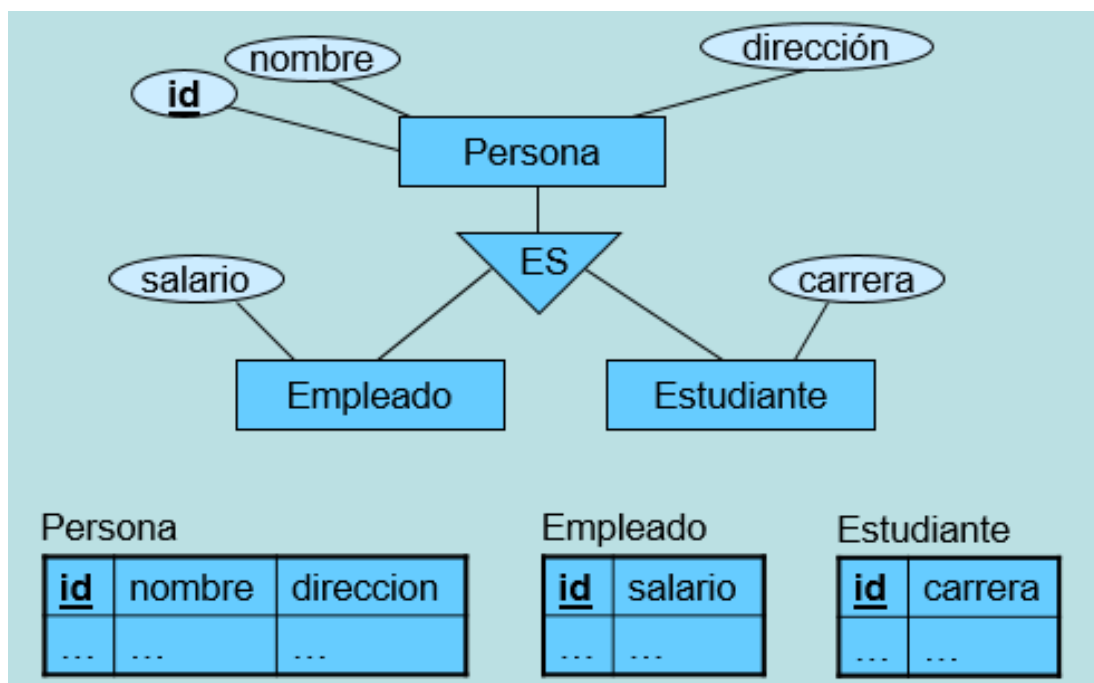 nombre
dirección
id
Persona
ES
salario
carrera
Empleado
Estudiante
Persona
Empleado
Estudiante
id nombre direccion
id salario
id carrera
... ... ...
... ...
... ...